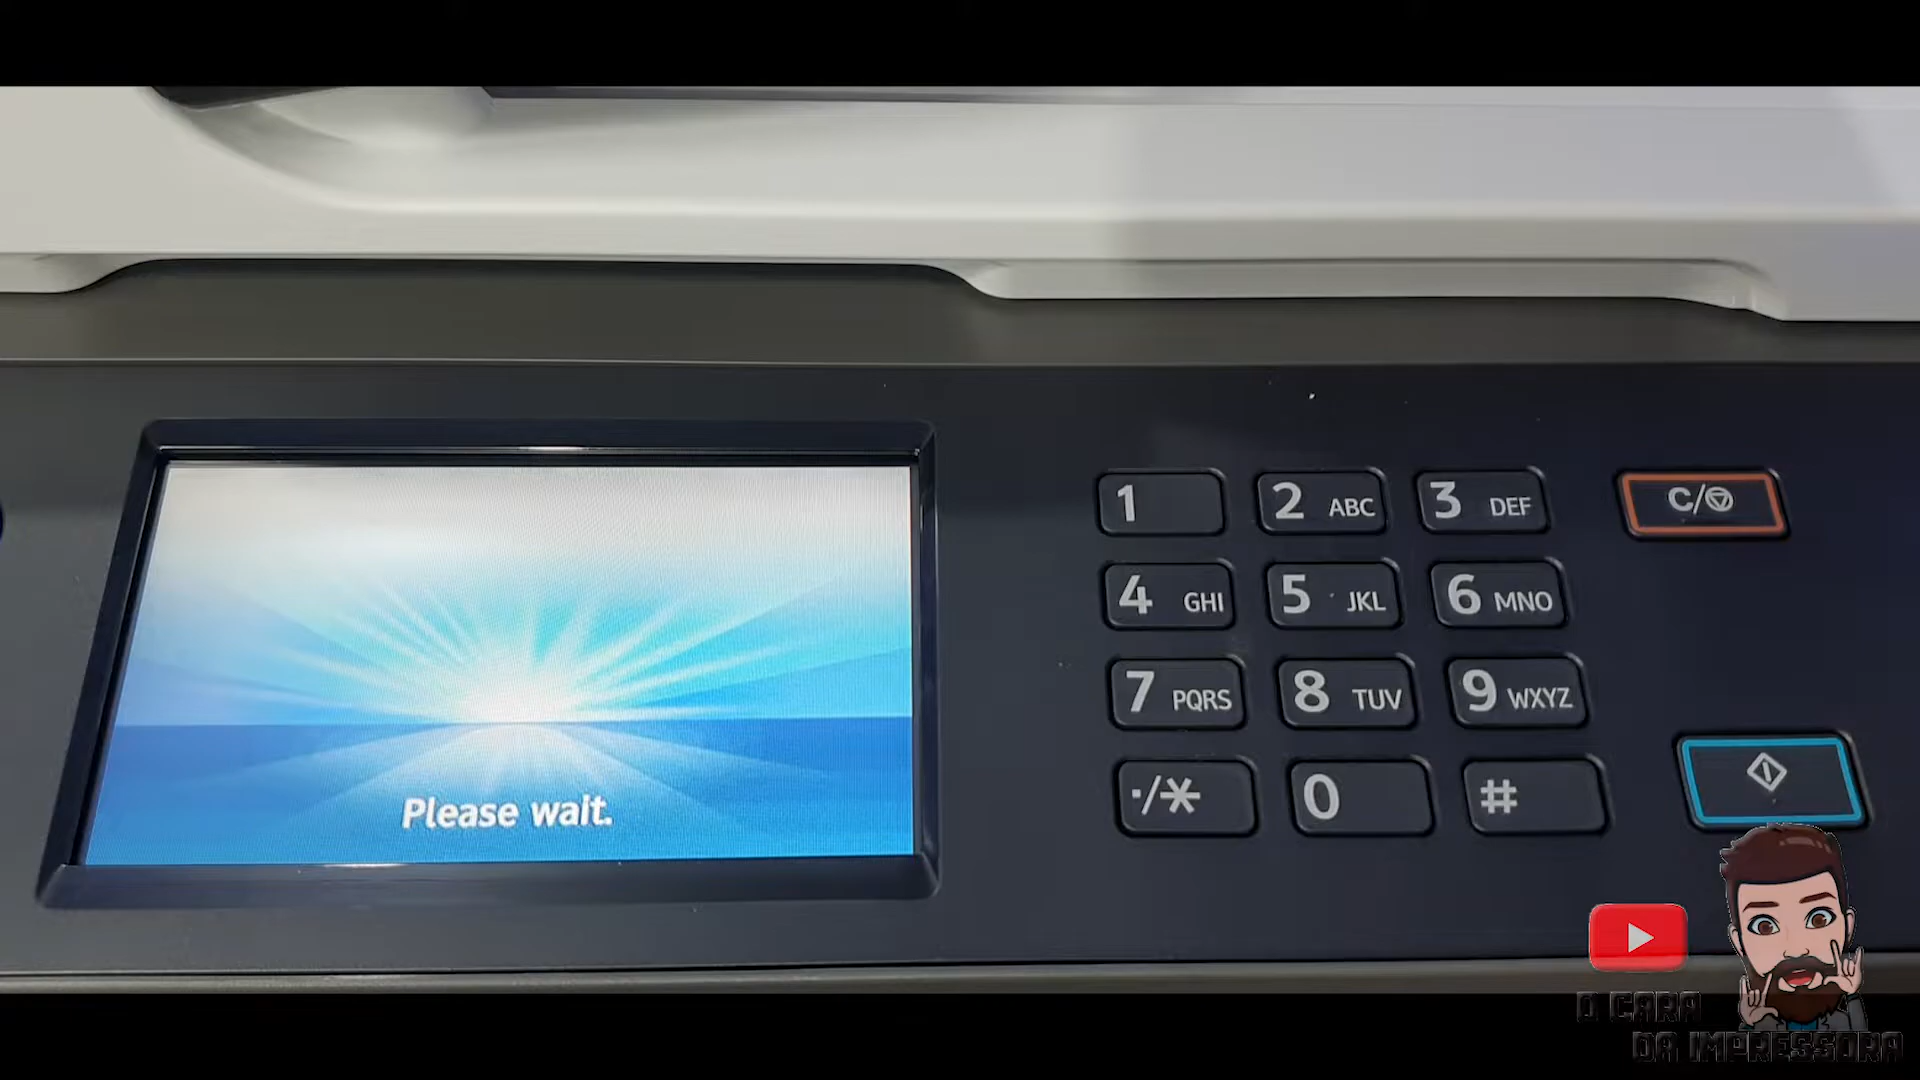 1
2 ABC
3 DEF
C/
4 GHI
5 JKL
6 MNO
7 PQRS
8 TUV
9 WXYZ
·/*
0
#
Please wait.
O CARA
DA IMPRESSORA